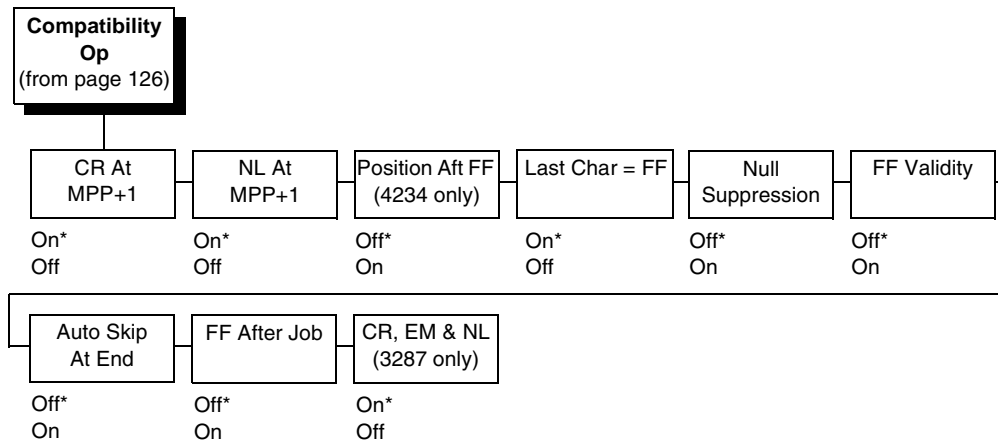 Compatibility
Op
(from page 126)
CR At
MPP+1
NL At
MPP+1
Position Aft FF
(4234 only)
Last Char = FF
Null
Suppression
FF Validity
On*
Off
On*
Off
Off*
On
On*
Off
Off*
On
Off*
On
Auto Skip
At End
FF After Job
CR, EM & NL
(3287 only)
Off*
On
Off*
On
On*
Off